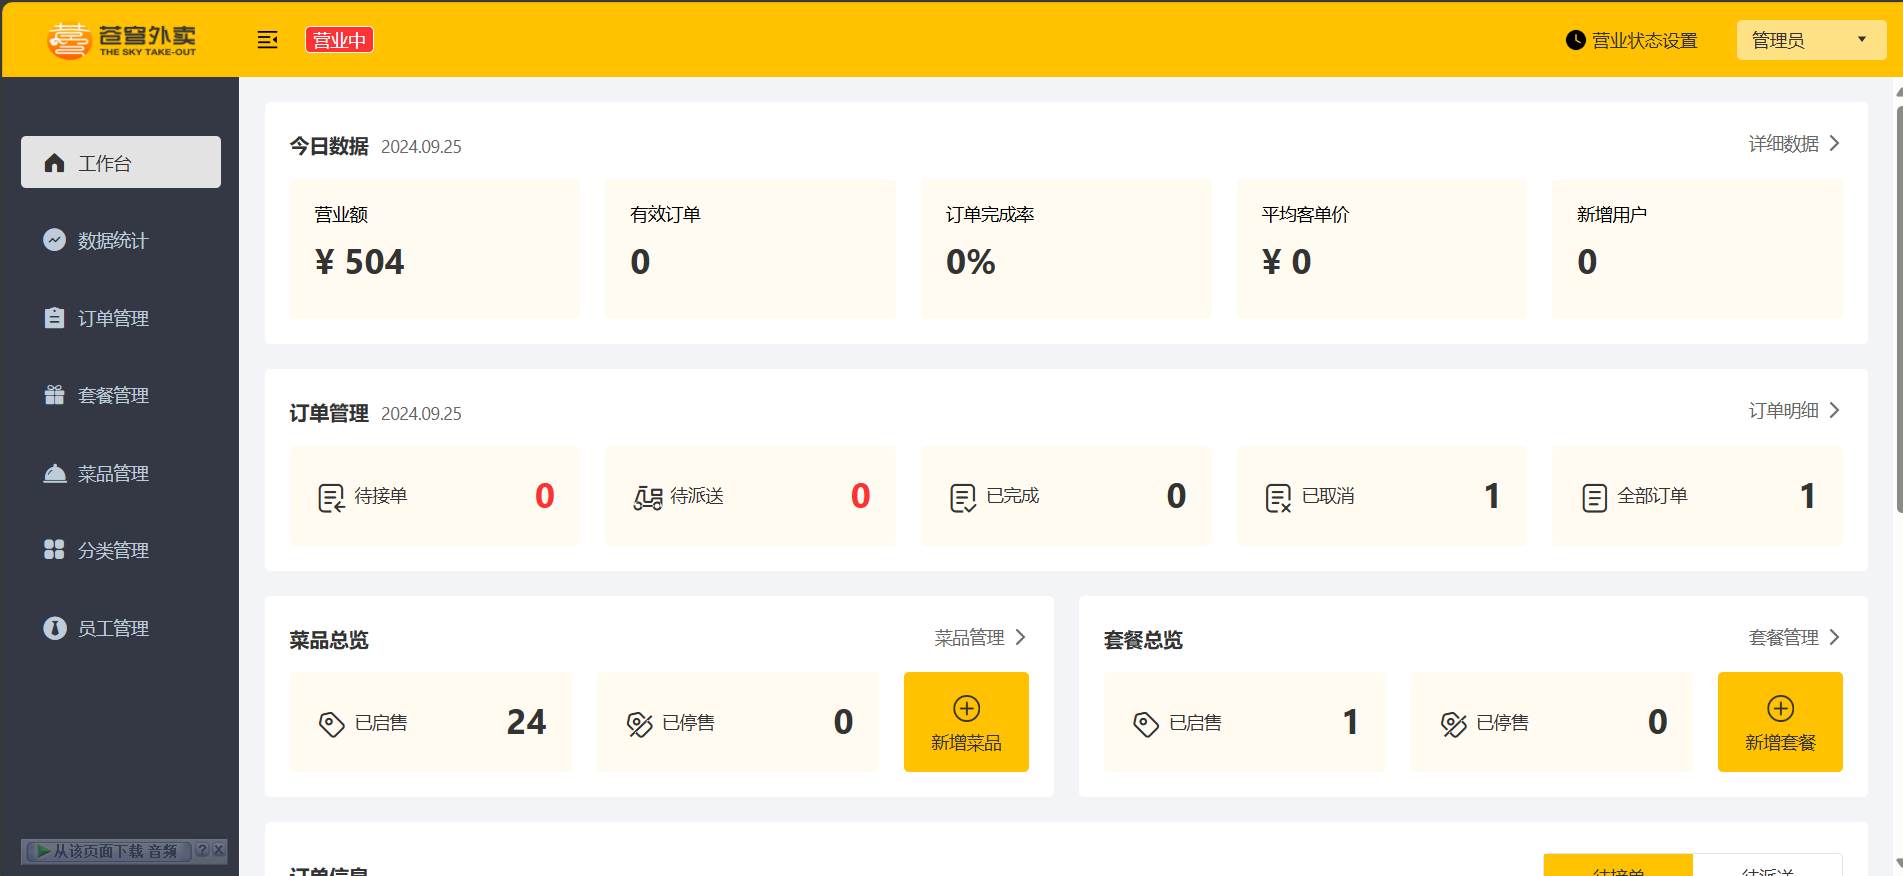 苍穹外卖
THE SKY TAKE-OUT
营业中
营业状态设置
管理员
工作台
数据统计
订单管理
套餐管理
菜品管理
分类管理
员工管理
从该页面下载 音频 ? X
今日数据 2024.09.25
详细数据
营业额
¥ 504
有效订单
0
订单完成率
0%
平均客单价
¥ 0
新增用户
0
订单管理 2024.09.25
订单明细
待接单 0
待派送 0
已完成 0
已取消 1
全部订单 1
菜品总览
菜品管理
已启售 24
已停售 0
新增菜品
套餐总览
套餐管理
已启售 1
已停售 0
新增套餐
订单信息
待接单
待派送